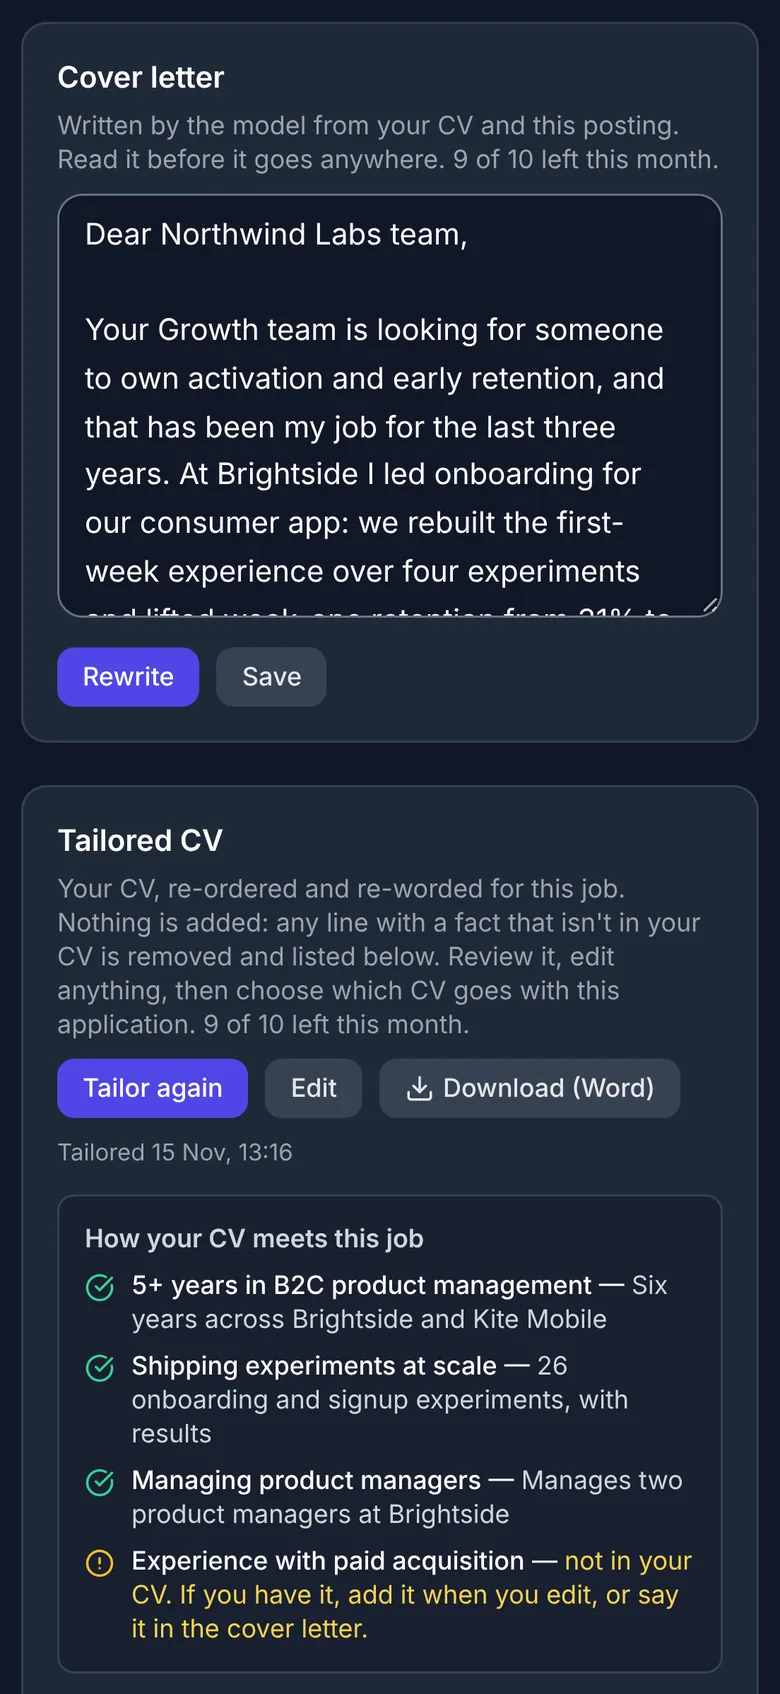 Cover letter
Written by the model from your CV and this posting.
Read it before it goes anywhere. 9 of 10 left this month.
Dear Northwind Labs team,
Your Growth team is looking for someone
to own activation and early retention, and
that has been my job for the last three
years. At Brightside I led onboarding for
our consumer app: we rebuilt the first-
week experience over four experiments
and lifted week-one retention from 31% to
Rewrite
Save
Tailored CV
Your CV, re-ordered and re-worded for this job.
Nothing is added: any line with a fact that isn't in your
CV is removed and listed below. Review it, edit
anything, then choose which CV goes with this
application. 9 of 10 left this month.
Tailor again
Edit
Download (Word)
Tailored 15 Nov, 13:16
How your CV meets this job
5+ years in B2C product management — Six
years across Brightside and Kite Mobile
Shipping experiments at scale — 26
onboarding and signup experiments, with
results
Managing product managers — Manages two
product managers at Brightside
Experience with paid acquisition — not in your
CV. If you have it, add it when you edit, or say
it in the cover letter.